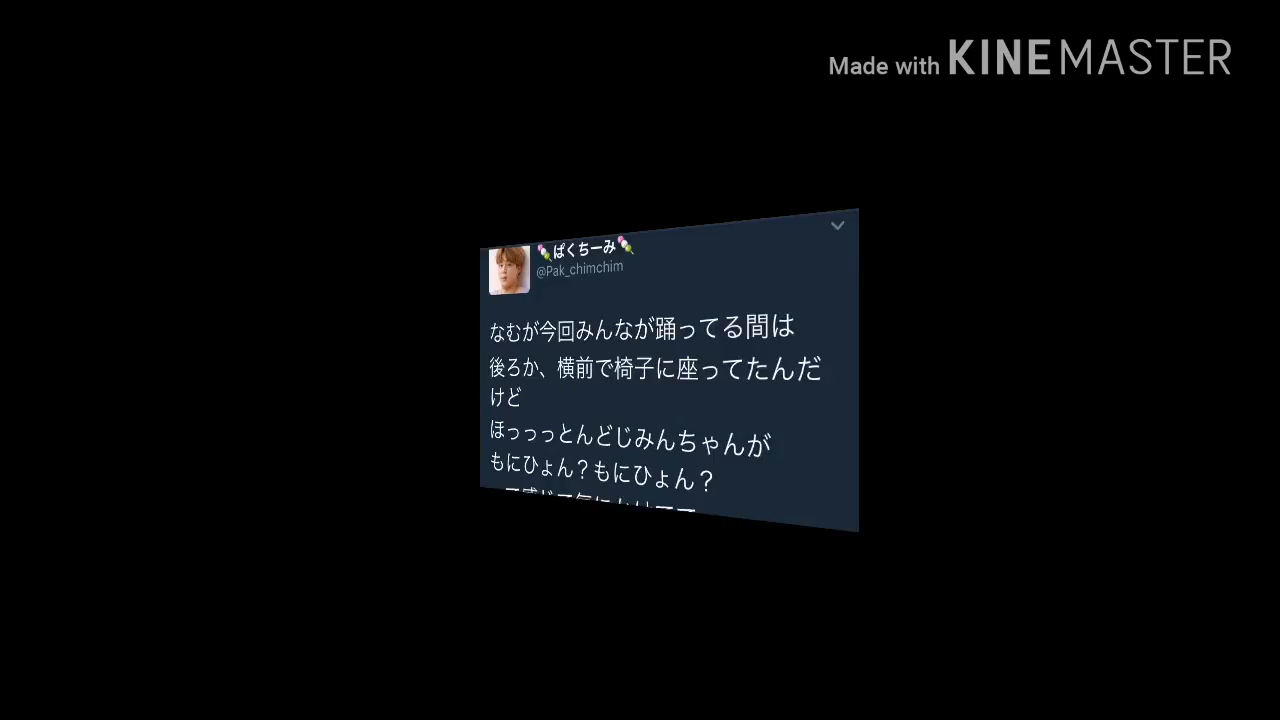 Made with KINEMASTER
🍡ぱくちーみ🍡
@Pak_chimchim
なむが今回みんなが踊ってる間は
後ろか、横前で椅子に座ってたんだ
けど
ほっっっとんどじみんちゃんが
もにひょん？もにひょん？